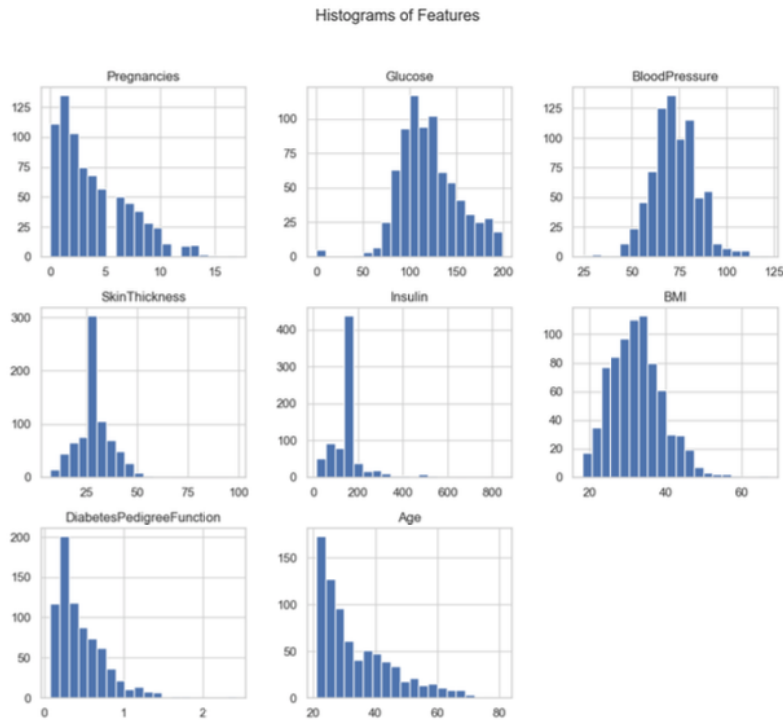 Histograms of Features
Pregnancies
125
100
75
50
25
0
0 5 10 15
Glucose
100
75
50
25
0
0 50 100 150 200
BloodPressure
125
100
75
50
25
0
25 50 75 100 125
SkinThickness
300
200
100
0
25 50 75 100
Insulin
400
300
200
100
0
0 200 400 600 800
BMI
100
80
60
40
20
0
20 40 60
DiabetesPedigreeFunction
200
150
100
50
0
0 1 2
Age
150
100
50
0
20 40 60 80